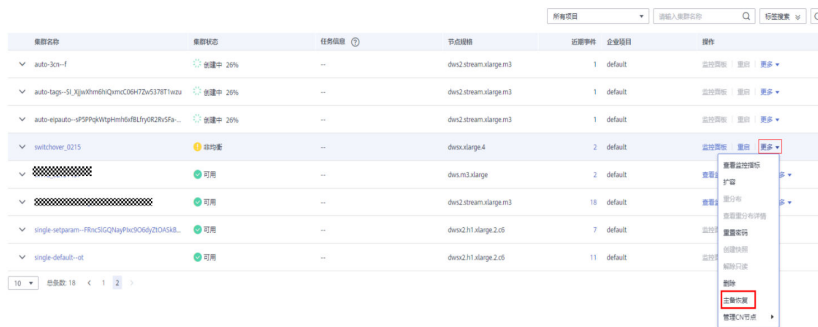 所有项目 请输入集群名称 标签搜索
集群名称 集群状态 任务信息 节点规格 近期事件 企业项目 操作
auto-3cn--f 创建中 26% -- dws2.stream.xlarge.m3 1 default 监控面板 重启 更多
创建中 26% -- dws2.stream.xlarge.m3 1 default 监控面板 重启 更多
创建中 26% -- dws2.stream.xlarge.m3 1 default 监控面板 重启 更多
switchover_0215 非均衡 -- dwsx.xlarge.4 2 default 监控面板 重启 更多
可用 -- dws.m3.xlarge 2 default
可用 -- dws2.stream.xlarge.m3 18 default
可用 -- dwsx2.h1.xlarge.2.c6 7 default
single-default--ot 可用 -- dwsx2.h1.xlarge.2.c6 11 default
查看监控指标
扩容
重分布
查看重分布详情
重置密码
创建快照
解除只读
删除
主备恢复
管理CN节点
10 总条数: 18 < 1 2 >